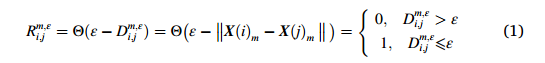 R_{i,j}^{m,ε} = Θ(ε − D_{i,j}^{m,ε}) = Θ(ε − ‖X(i)_m − X(j)_m‖) = { 0, D_{i,j}^{m,ε} > ε (1)
1, D_{i,j}^{m,ε} ⩽ ε